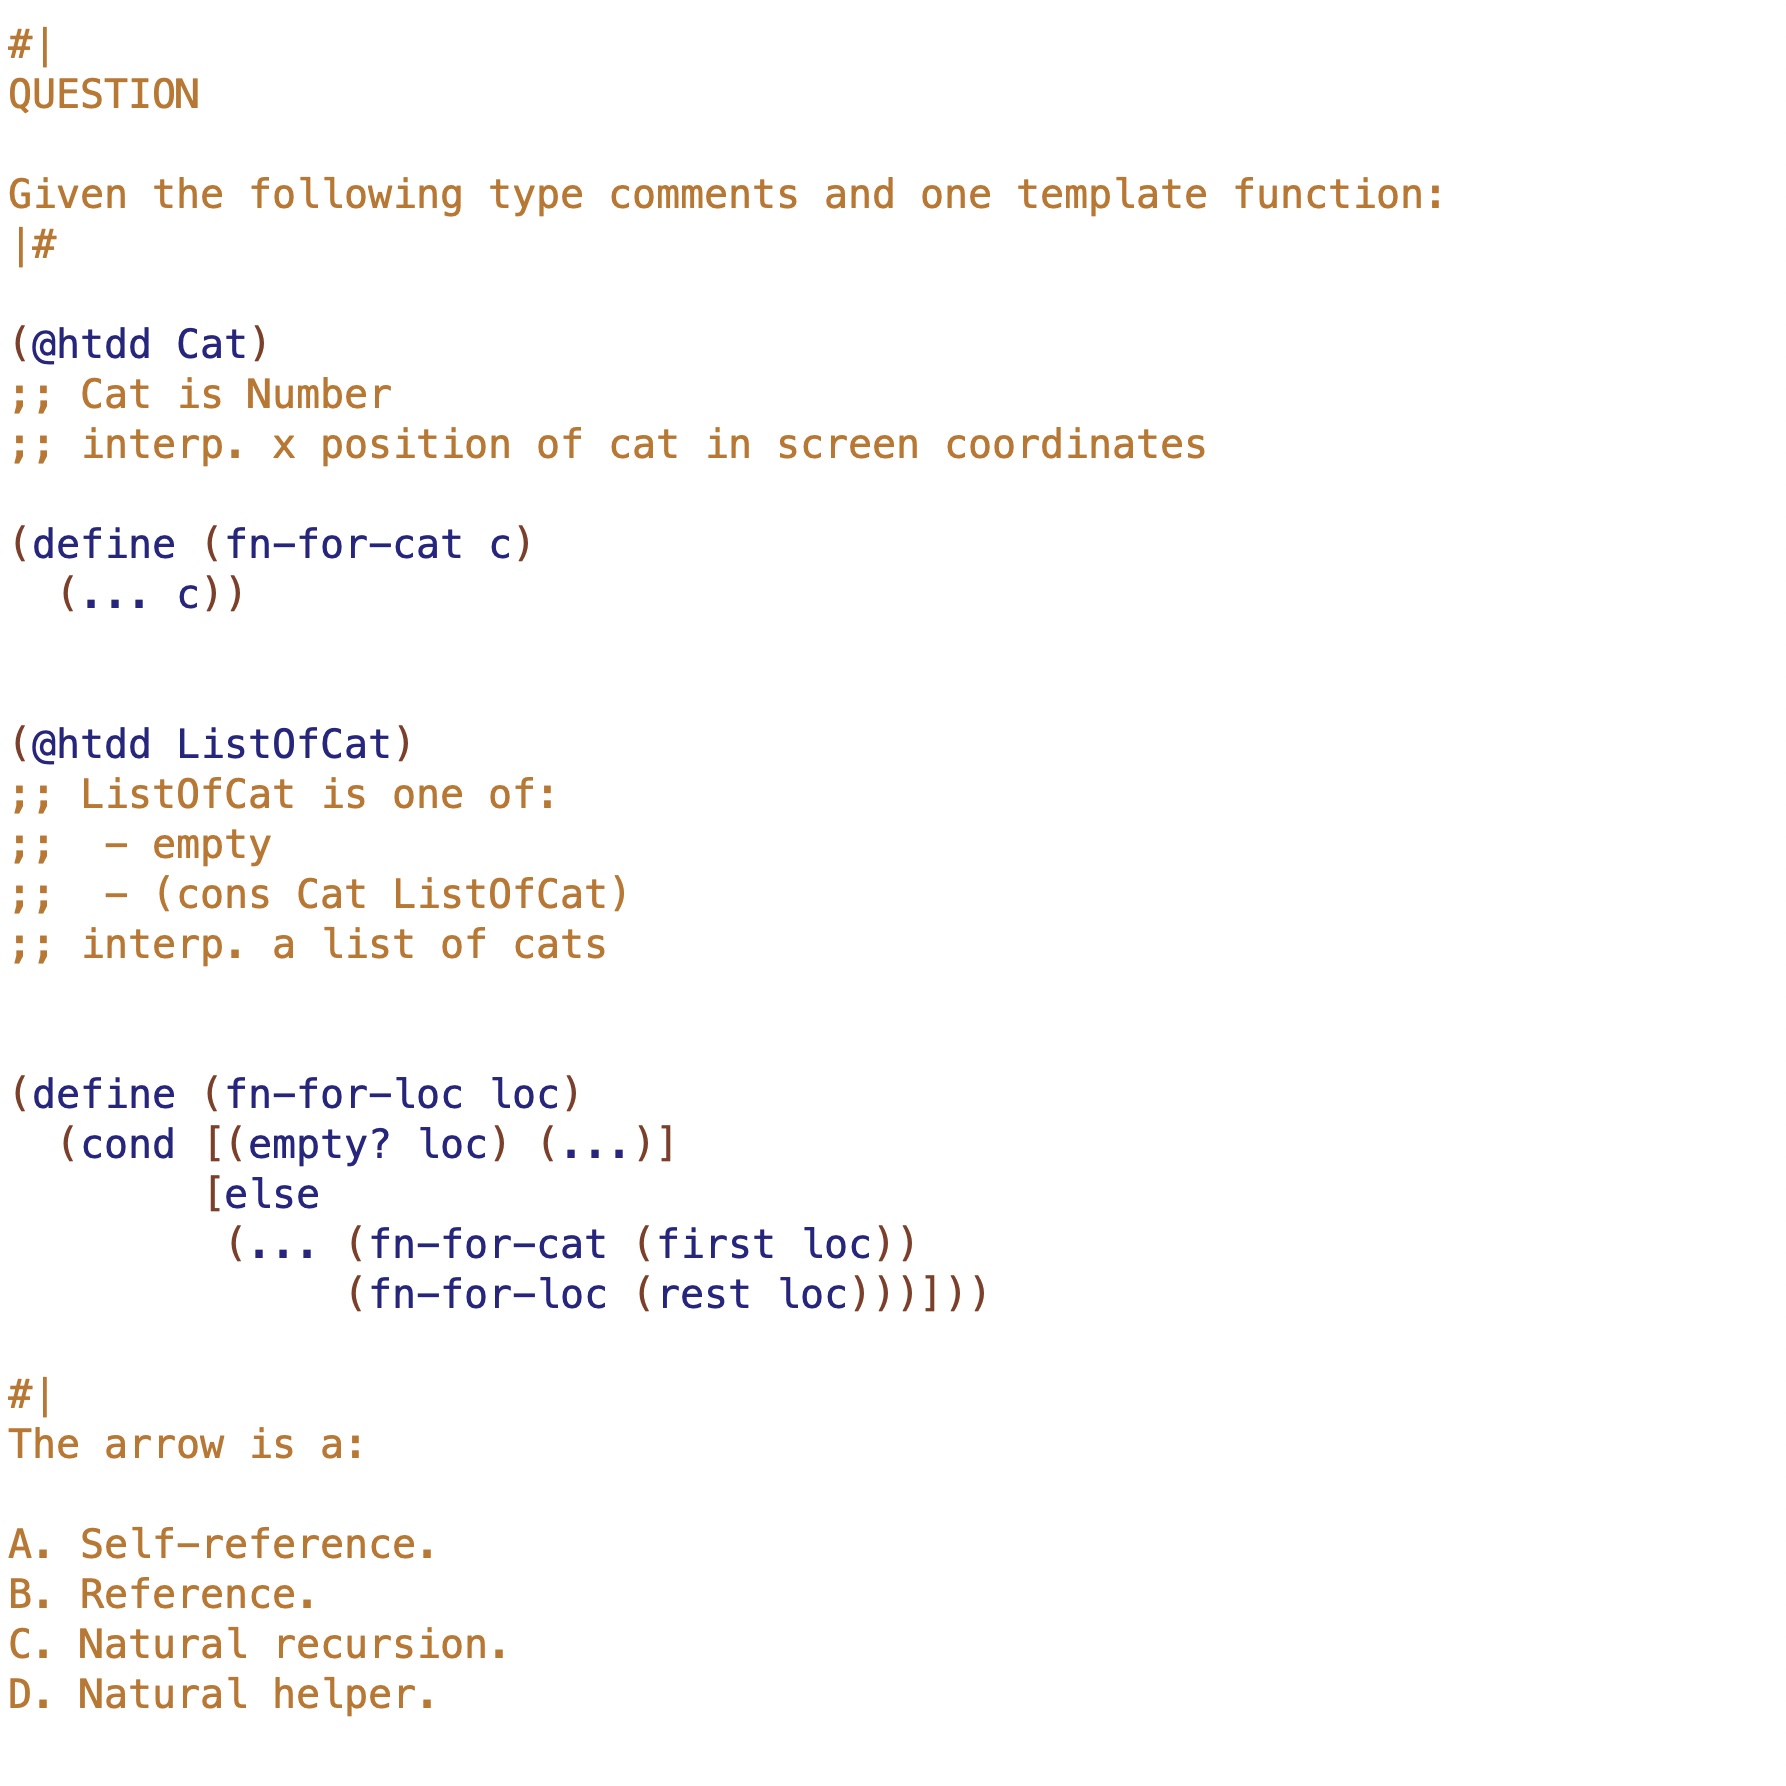 #|
QUESTION
Given the following type comments and one template function:
|#
(@htdd Cat)
;; Cat is Number
;; interp. x position of cat in screen coordinates
(define (fn-for-cat c)
  (... c))
(@htdd ListOfCat)
;; ListOfCat is one of:
;;  - empty
;;  - (cons Cat ListOfCat)
;; interp. a list of cats
(define (fn-for-loc loc)
  (cond [(empty? loc) (...)]
        [else
         (... (fn-for-cat (first loc))
              (fn-for-loc (rest loc)))]))
#|
The arrow is a:
A. Self-reference.
B. Reference.
C. Natural recursion.
D. Natural helper.